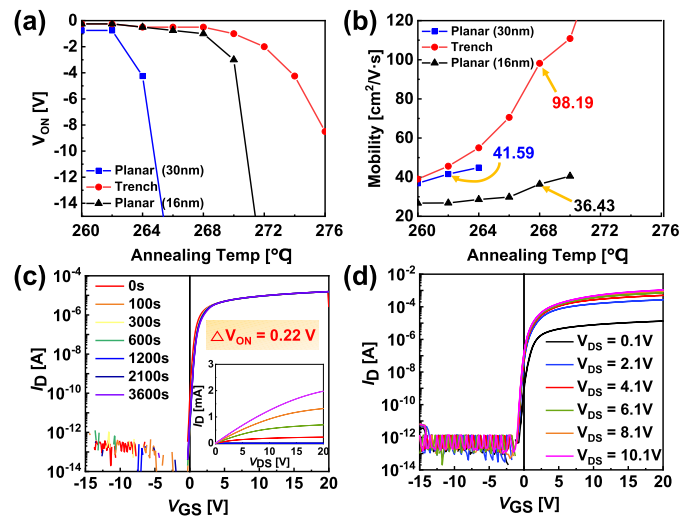 (a)
0
-2
-4
-6
-8
-10
-12
-14
V_ON [V]
Planar (30nm)
Trench
Planar (16nm)
260 264 268 272 276
Annealing Temp [°C]
(b)
120
100
80
60
40
20
Mobility [cm²/V·s]
Planar (30nm)
Trench
Planar (16nm)
98.19
41.59
36.43
260 264 268 272 276
Annealing Temp [°C]
(c)
10⁻⁴
10⁻⁶
10⁻⁸
10⁻¹⁰
10⁻¹²
10⁻¹⁴
I_D [A]
0s
100s
300s
600s
1200s
2100s
3600s
△V_ON = 0.22 V
3
2
1
0
I_D [mA]
0 5 10 15 20
V_DS [V]
-15 -10 -5 0 5 10 15 20
V_GS [V]
(d)
10⁻²
10⁻⁴
10⁻⁶
10⁻⁸
10⁻¹⁰
10⁻¹²
10⁻¹⁴
I_D [A]
V_DS = 0.1V
V_DS = 2.1V
V_DS = 4.1V
V_DS = 6.1V
V_DS = 8.1V
V_DS = 10.1V
-15 -10 -5 0 5 10 15 20
V_GS [V]